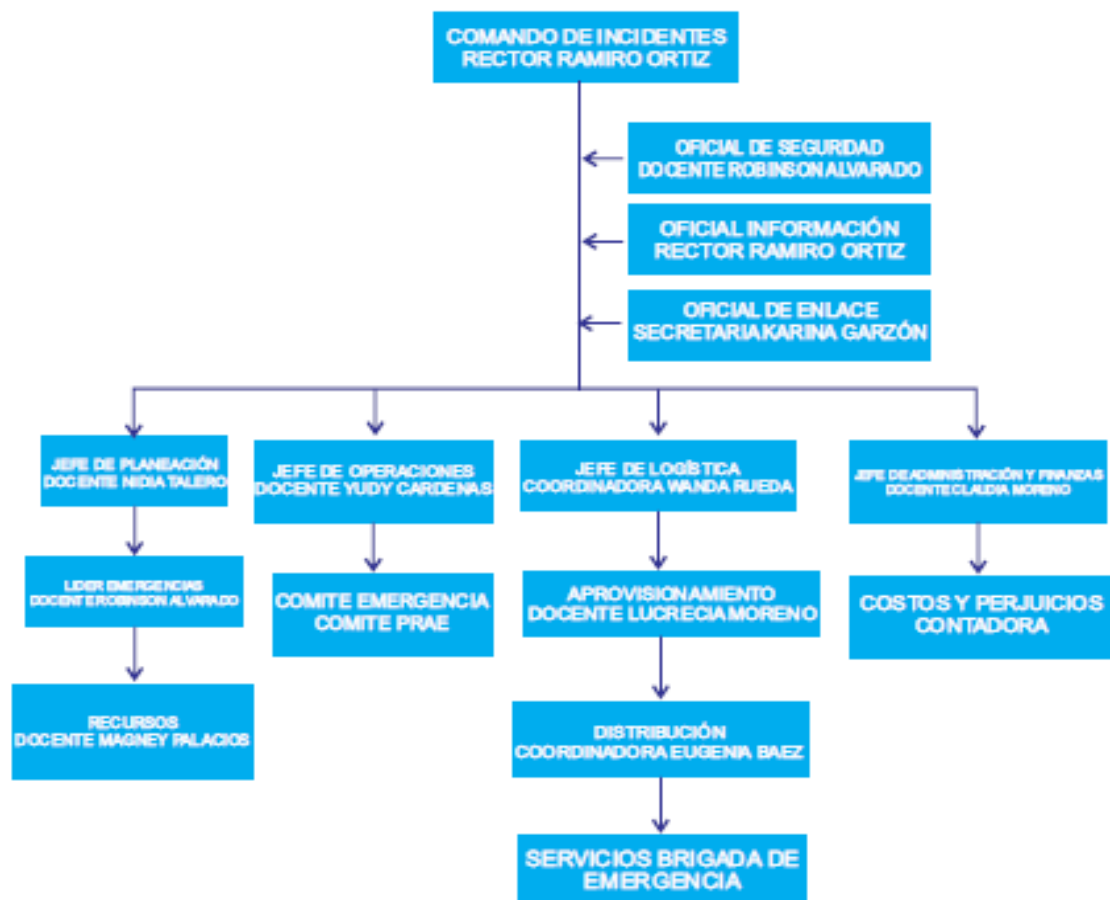 COMANDO DE INCIDENTES
RECTOR RAMIRO ORTIZ
OFICIAL DE SEGURIDAD
DOCENTE ROBINSON ALVARADO
OFICIAL INFORMACIÓN
RECTOR RAMIRO ORTIZ
OFICIAL DE ENLACE
SECRETARIA KARINA GARZÓN
JEFE DE PLANEACIÓN
DOCENTE NIDIA TALERO
JEFE DE OPERACIONES
DOCENTE YUDY CARDENAS
JEFE DE LOGÍSTICA
COORDINADORA WANDA RUEDA
JEFE DE ADMINISTRACIÓN Y FINANZAS
DOCENTE CLAUDIA MORENO
LIDER EMERGENCIAS
DOCENTE ROBINSON ALVARADO
COMITE EMERGENCIA
COMITE PRAE
APROVISIONAMIENTO
DOCENTE LUCRECIA MORENO
COSTOS Y PERJUICIOS
CONTADORA
RECURSOS
DOCENTE MAGNEY PALACIOS
DISTRIBUCIÓN
COORDINADORA EUGENIA BAEZ
SERVICIOS BRIGADA DE
EMERGENCIA